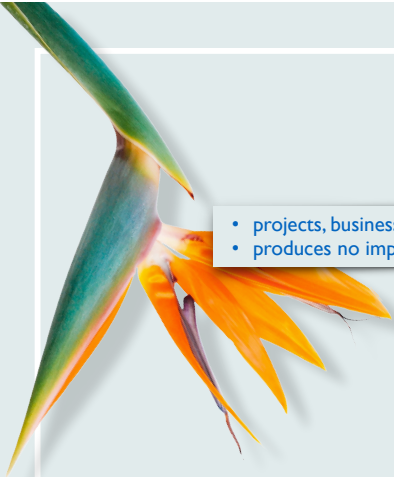 • projects, business
• produces no imp